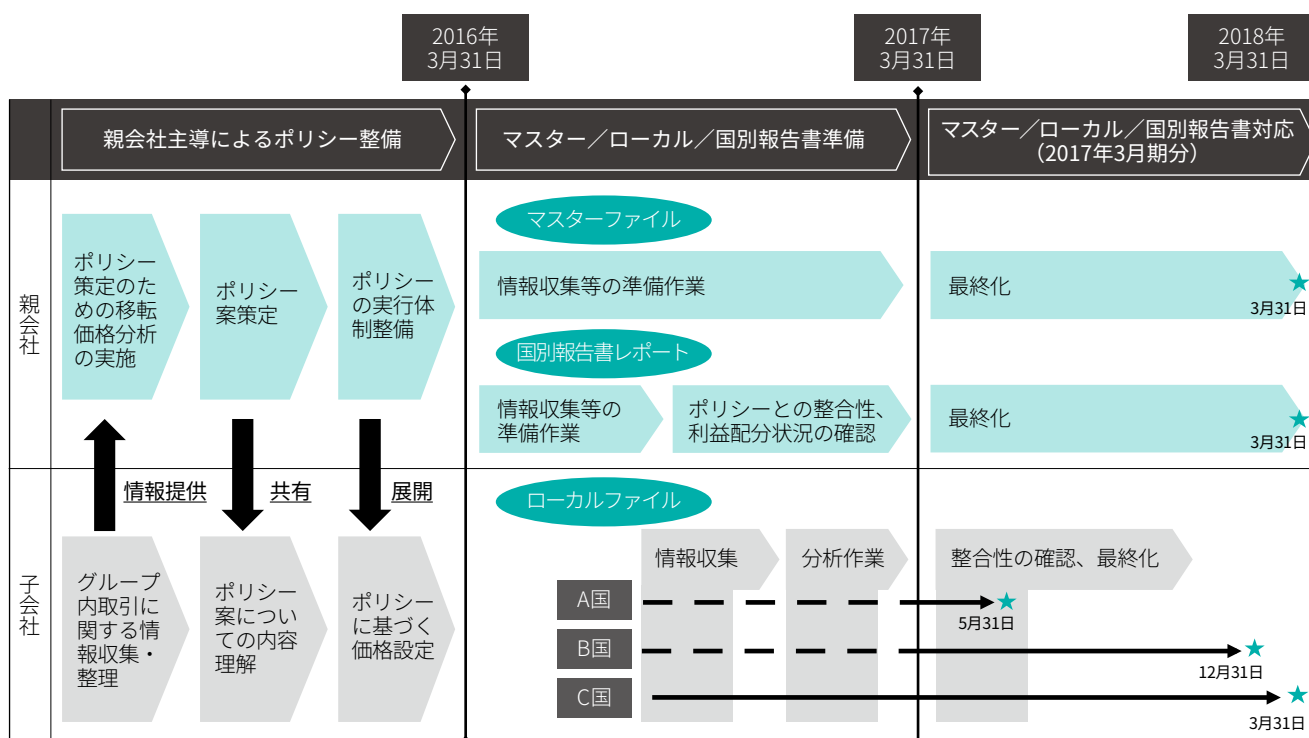 2016年
3月31日
2017年
3月31日
2018年
3月31日
親会社主導によるポリシー整備
マスター／ローカル／国別報告書準備
マスター／ローカル／国別報告書対応
（2017年3月期分）
親会社
ポリシー
策定のた
めの移転
価格分析
の実施
ポリシー
案策定
ポリシー
の実行体
制整備
マスターファイル
情報収集等の準備作業
最終化
3月31日
国別報告書レポート
情報収集等の
準備作業
ポリシーとの整合性、
利益配分状況の確認
最終化
3月31日
情報提供
共有
展開
子会社
グループ
内取引に
関する情
報収集・
整理
ポリシー
案につい
ての内容
理解
ポリシー
に基づく
価格設定
ローカルファイル
情報収集
分析作業
整合性の確認、最終化
A国
5月31日
B国
12月31日
C国
3月31日